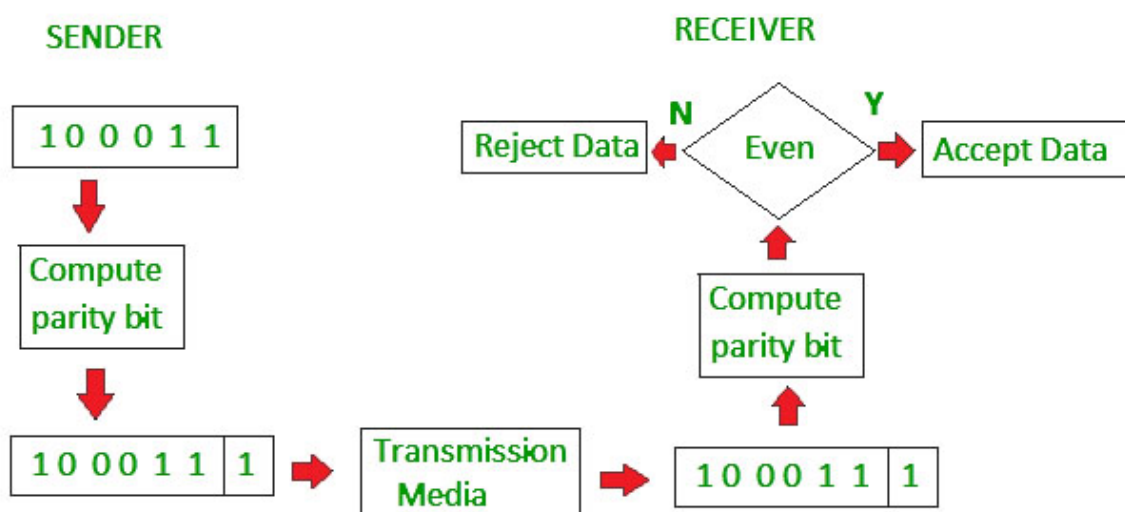 SENDER
1 0 0 0 1 1
Compute
parity bit
1 0 0 0 1 1 1
Transmission
Media
RECEIVER
1 0 0 0 1 1 1
Compute
parity bit
Even
N
Reject Data
Y
Accept Data